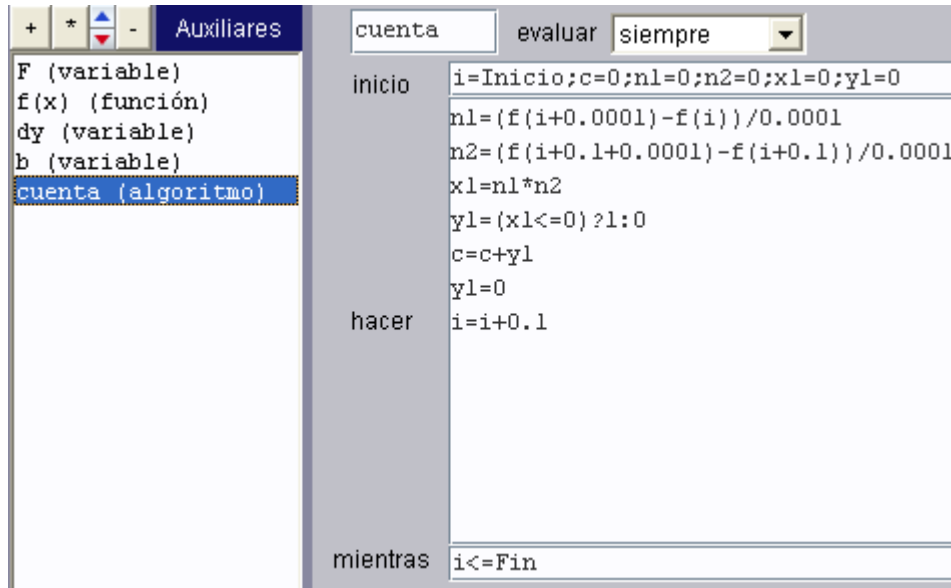 + * - Auxiliares
F (variable)
f(x) (función)
dy (variable)
b (variable)
cuenta (algoritmo)
cuenta evaluar siempre
inicio i=Inicio;c=0;n1=0;n2=0;x1=0;y1=0
n1=(f(i+0.0001)-f(i))/0.0001
n2=(f(i+0.1+0.0001)-f(i+0.1))/0.0001
x1=n1*n2
y1=(x1<=0)?1:0
c=c+y1
y1=0
hacer i=i+0.1
mientras i<=Fin